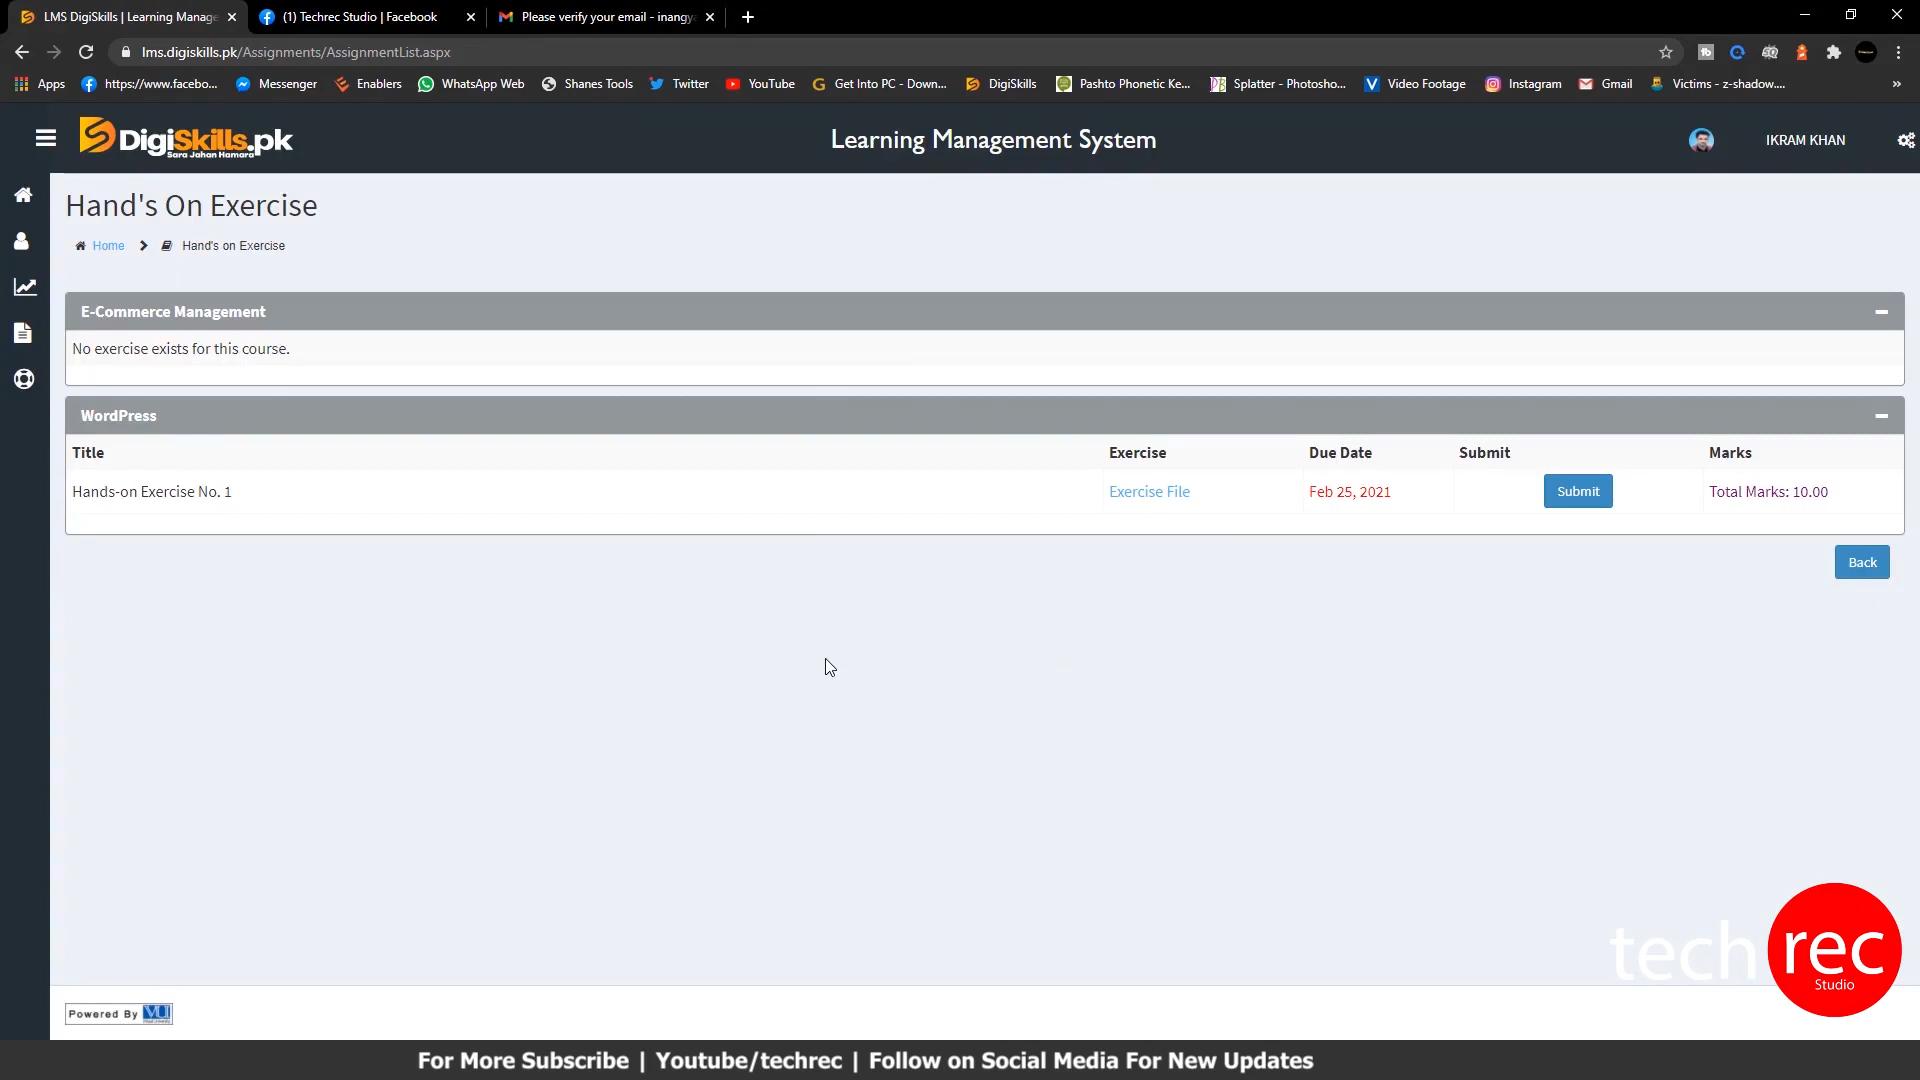 LMS DigiSkills | Learning Manage
(1) Techrec Studio | Facebook
Please verify your email - inangya
lms.digiskills.pk/Assignments/AssignmentList.aspx
Apps
https://www.facebo...
Messenger
Enablers
WhatsApp Web
Shanes Tools
Twitter
YouTube
Get Into PC - Down...
DigiSkills
Pashto Phonetic Ke...
Splatter - Photosho...
Video Footage
Instagram
Gmail
Victims - z-shadow....
»
DigiSkills.pk
Sara Jahan Hamara
Learning Management System
IKRAM KHAN
Hand's On Exercise
Home
Hand's on Exercise
E-Commerce Management
No exercise exists for this course.
WordPress
Title Exercise Due Date Submit Marks
Hands-on Exercise No. 1 Exercise File Feb 25, 2021 Submit Total Marks: 10.00
Back
tech rec
Studio
Powered By VU
For More Subscribe | Youtube/techrec | Follow on Social Media For New Updates